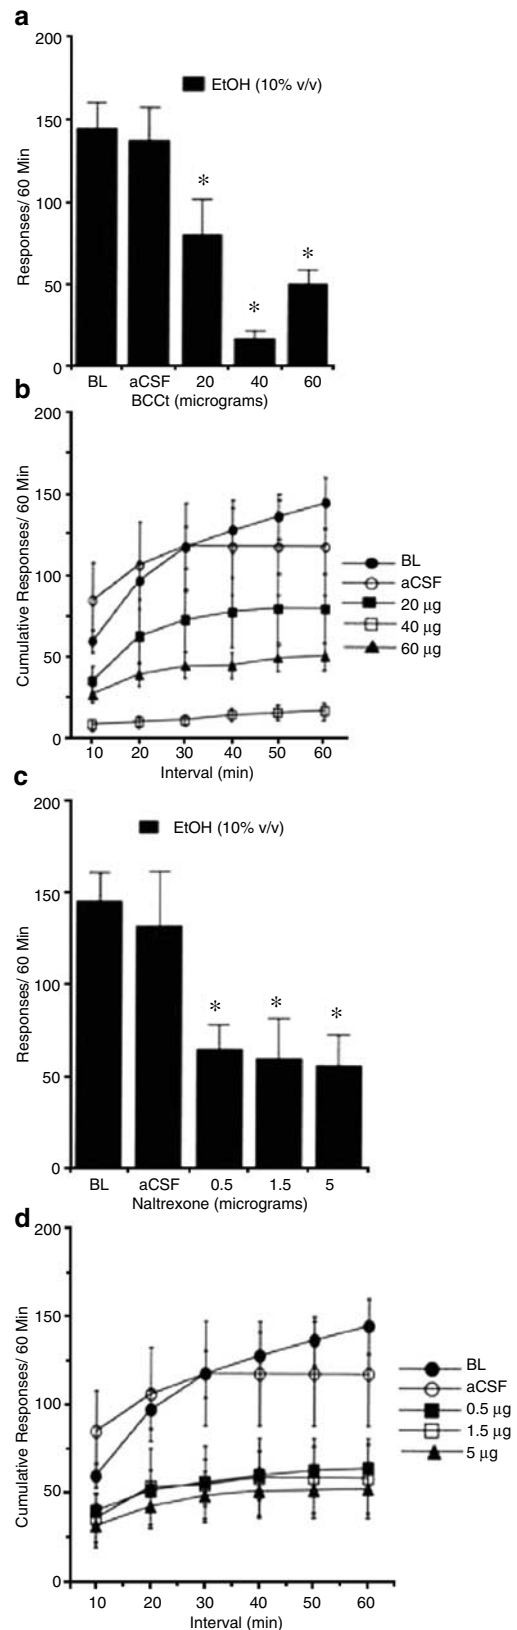 a
200
150
100
50
0
Responses/ 60 Min
EtOH (10% v/v)
*
*
*
BL aCSF 20 40 60
BCCt (micrograms)
b
200
150
100
50
0
Cumulative Responses/ 60 Min
BL
aCSF
20 μg
40 μg
60 μg
10 20 30 40 50 60
Interval (min)
c
200
150
100
50
0
Responses/ 60 Min
EtOH (10% v/v)
*
*
*
BL aCSF 0.5 1.5 5
Naltrexone (micrograms)
d
200
150
100
50
0
Cumulative Responses/ 60 Min
BL
aCSF
0.5 μg
1.5 μg
5 μg
10 20 30 40 50 60
Interval (min)